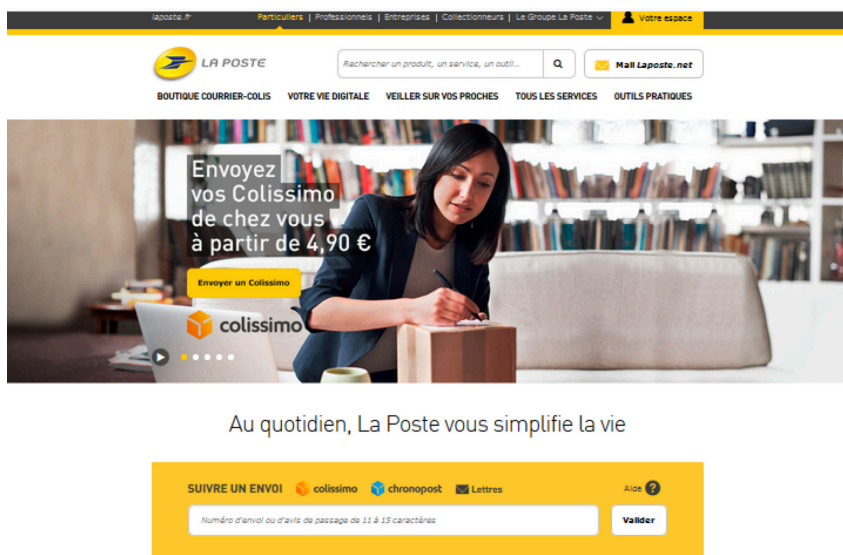 laposte.fr Particuliers | Professionnels | Entreprises | Collectionneurs | Le Groupe La Poste Votre espace
LA POSTE Rechercher un produit, un service, un outil... Mail Laposte.net
BOUTIQUE COURRIER-COLIS VOTRE VIE DIGITALE VEILLER SUR VOS PROCHES TOUS LES SERVICES OUTILS PRATIQUES
Envoyez
vos Colissimo
de chez vous
à partir de 4,90 €
Envoyer un Colissimo
colissimo
Au quotidien, La Poste vous simplifie la vie
SUIVRE UN ENVOI colissimo chronopost Lettres Aide ?
Numéro d'envoi ou d'avis de passage de 11 à 15 caractères Valider